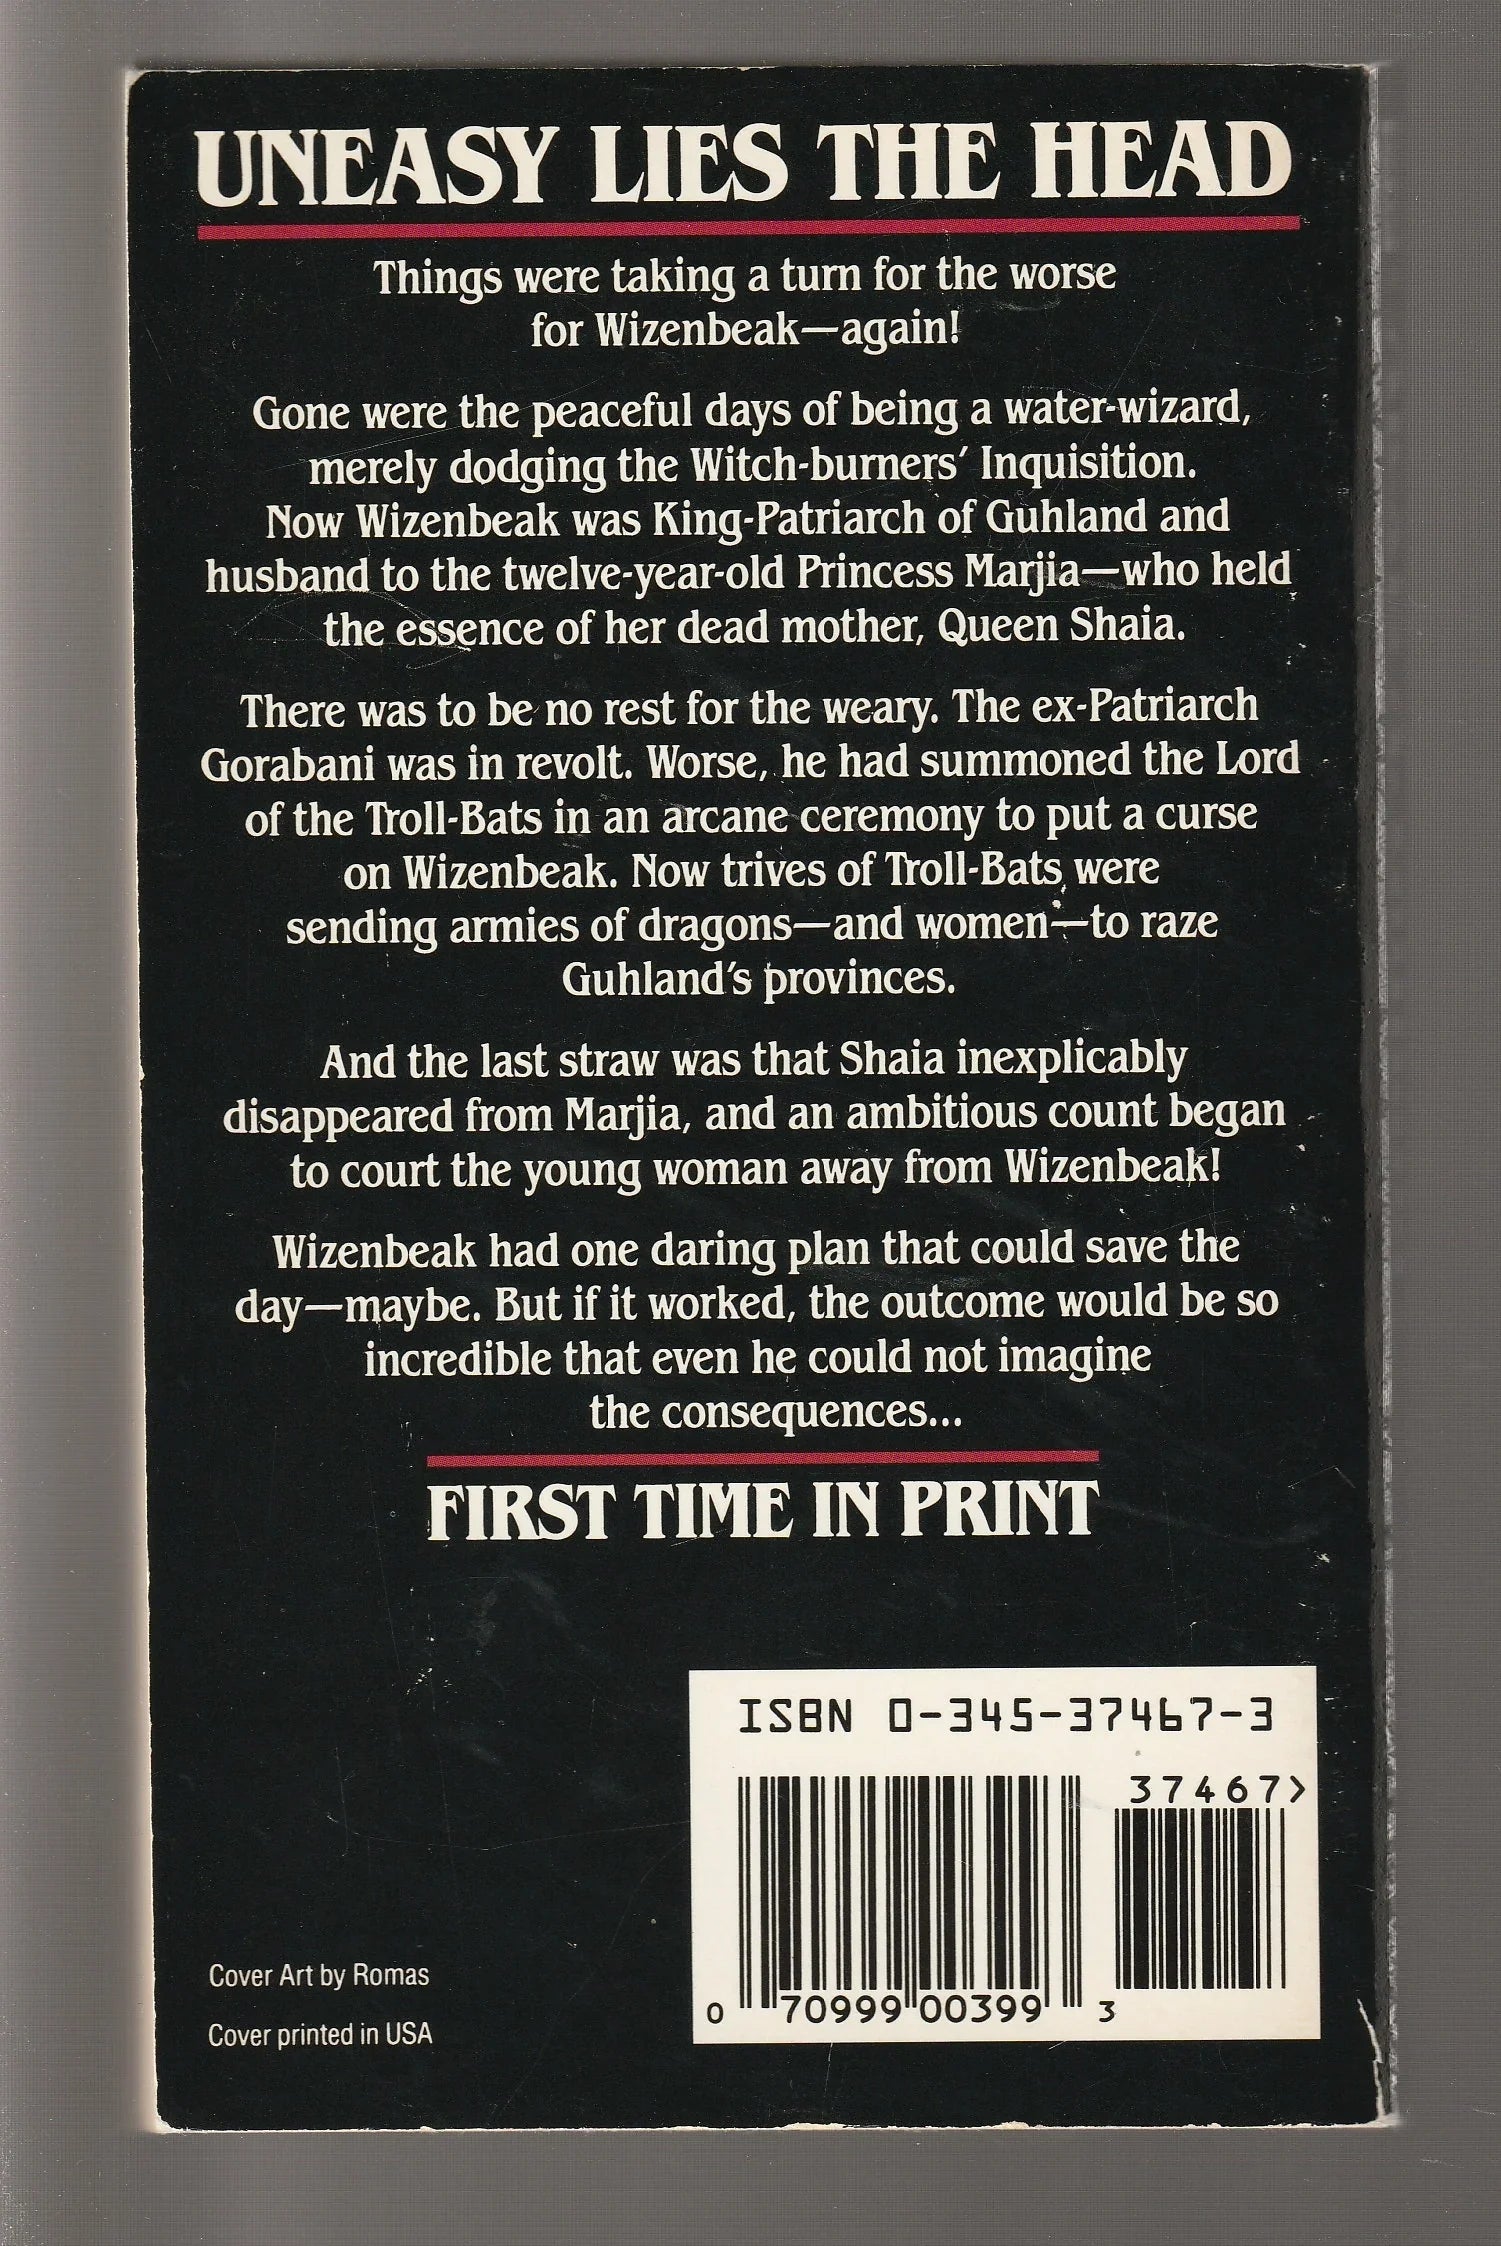 UNEASY LIES THE HEAD
Things were taking a turn for the worse
for Wizenbeak—again!
Gone were the peaceful days of being a water-wizard,
merely dodging the Witch-burners' Inquisition.
Now Wizenbeak was King-Patriarch of Guhland and
husband to the twelve-year-old Princess Marjia—who held
the essence of her dead mother, Queen Shaia.
There was to be no rest for the weary. The ex-Patriarch
Gorabani was in revolt. Worse, he had summoned the Lord
of the Troll-Bats in an arcane ceremony to put a curse
on Wizenbeak. Now trives of Troll-Bats were
sending armies of dragons—and women—to raze
Guhland's provinces.
And the last straw was that Shaia inexplicably
disappeared from Marjia, and an ambitious count began
to court the young woman away from Wizenbeak!
Wizenbeak had one daring plan that could save the
day—maybe. But if it worked, the outcome would be so
incredible that even he could not imagine
the consequences...
FIRST TIME IN PRINT
ISBN 0-345-37467-3
37467>
0 70999 00399 3
Cover Art by Romas
Cover printed in USA